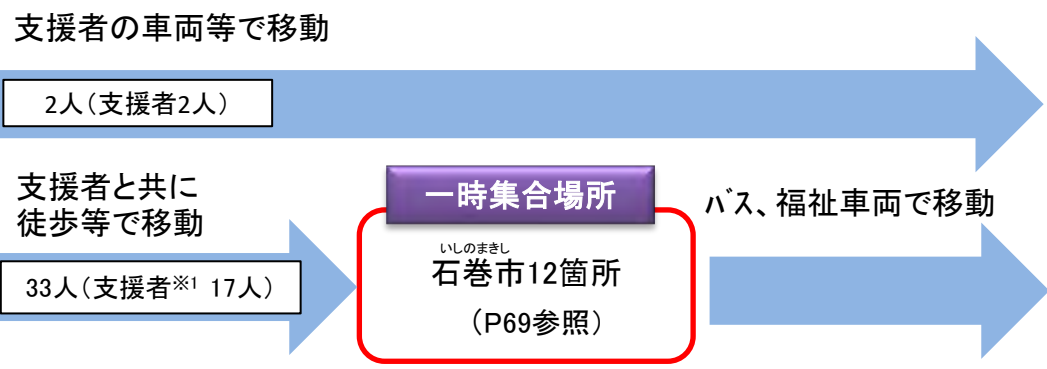 支援者の車両等で移動
2人（支援者2人）
支援者と共に
徒歩等で移動
33人（支援者※1 17人）
一時集合場所
いしのまきし
石巻市12箇所
（P69参照）
バス、福祉車両で移動